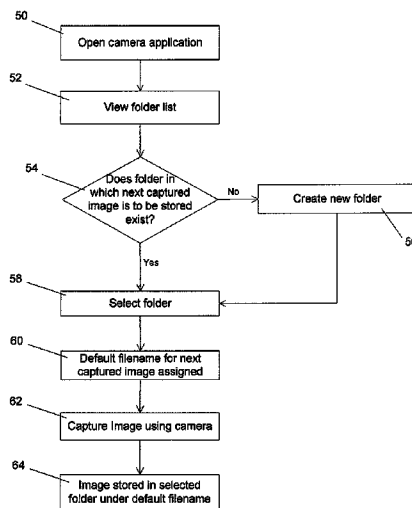 50
Open camera application
52
View folder list
54
Does folder in
which next captured
image is to be stored
exist?
No
Create new folder
Yes
58
Select folder
60
Default filename for next
captured image assigned
62
Capture Image using camera
64
Image stored in selected
folder under default filename